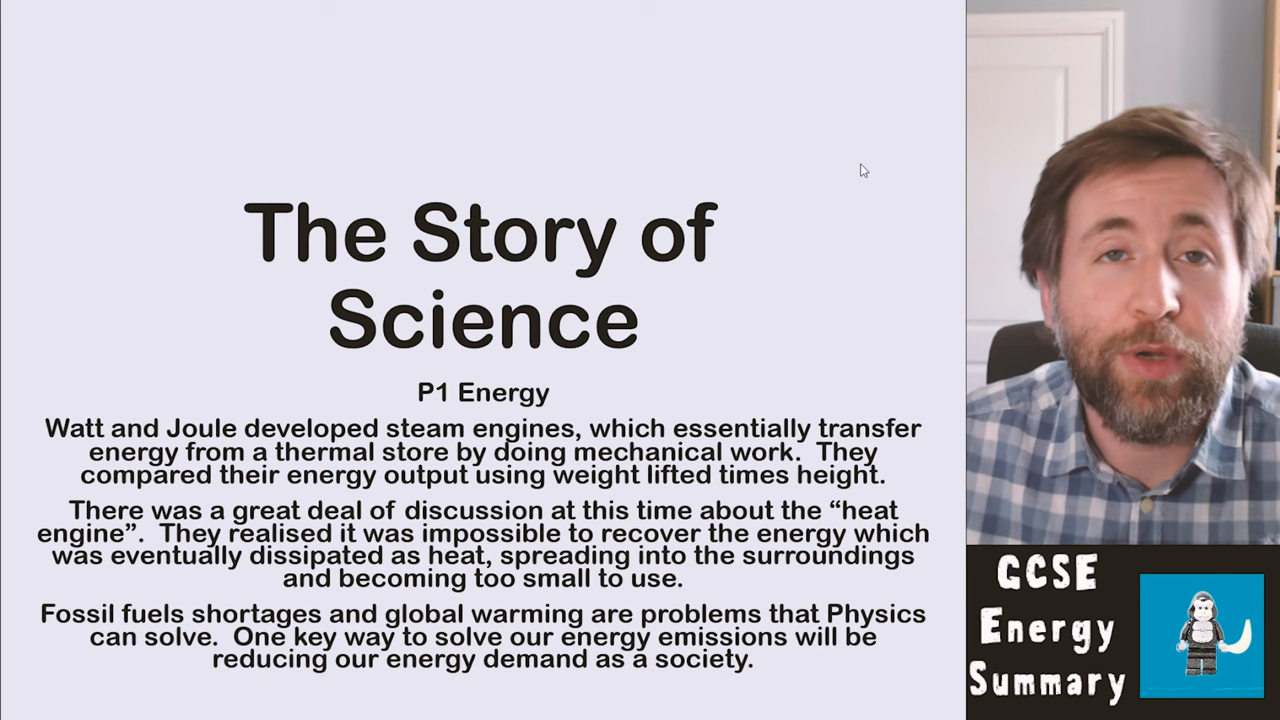 The Story of
Science
P1 Energy
Watt and Joule developed steam engines, which essentially transfer
energy from a thermal store by doing mechanical work.  They
compared their energy output using weight lifted times height.
There was a great deal of discussion at this time about the “heat
engine”.  They realised it was impossible to recover the energy which
was eventually dissipated as heat, spreading into the surroundings
and becoming too small to use.
Fossil fuels shortages and global warming are problems that Physics
can solve.  One key way to solve our energy emissions will be
reducing our energy demand as a society.
GCSE
Energy
Summary